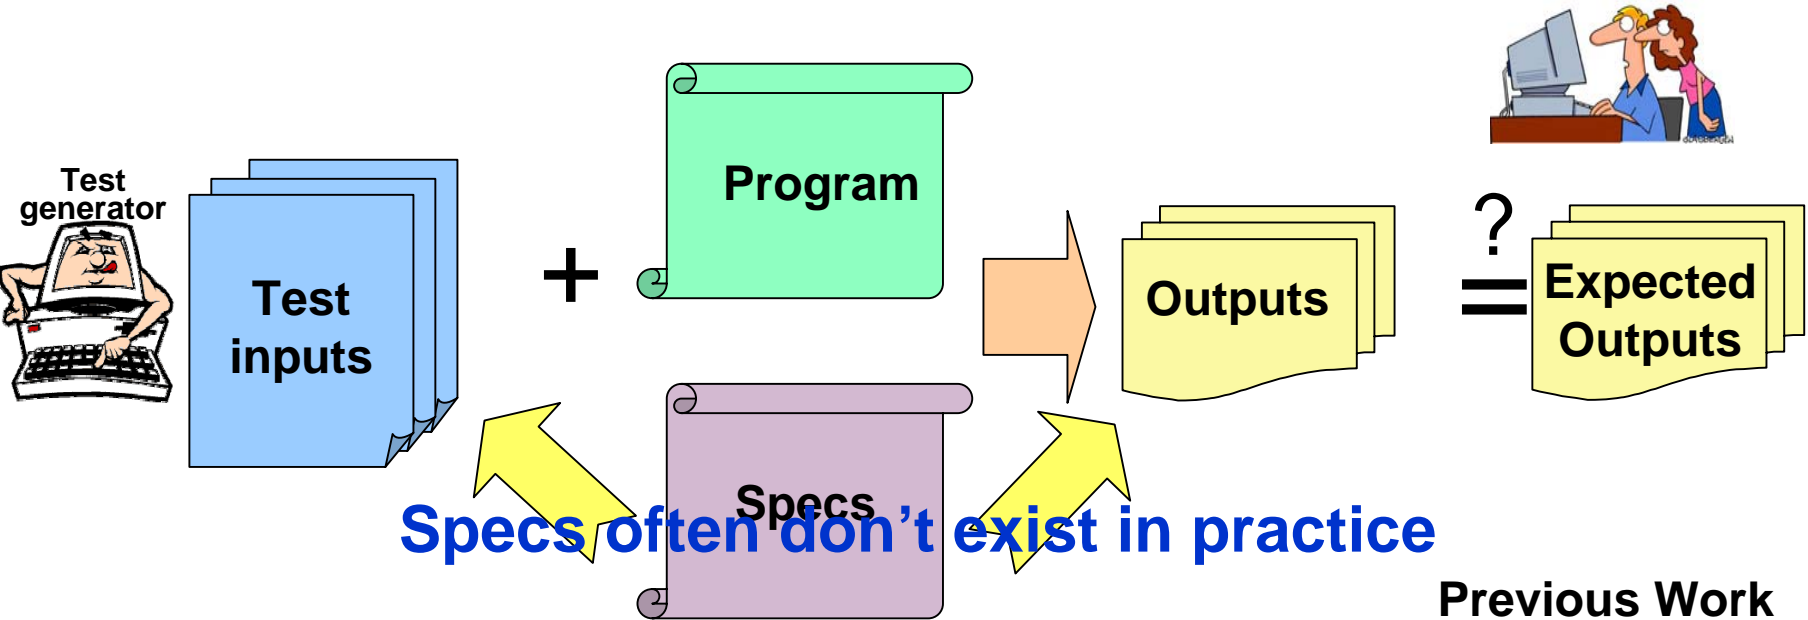 Test
generator
Test
inputs
+
Program
Specs
Outputs
?
=
Expected
Outputs
Specs often don’t exist in practice
Previous Work